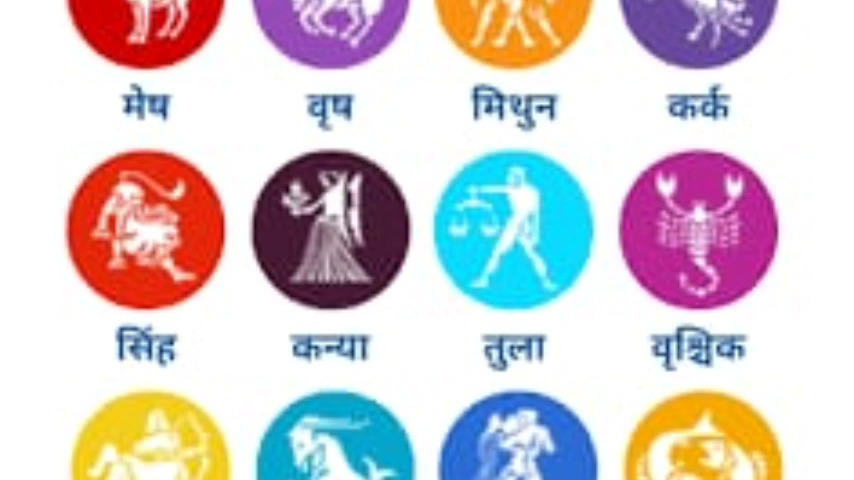 मेष वृष मिथुन कर्क
सिंह कन्या तुला वृश्चिक